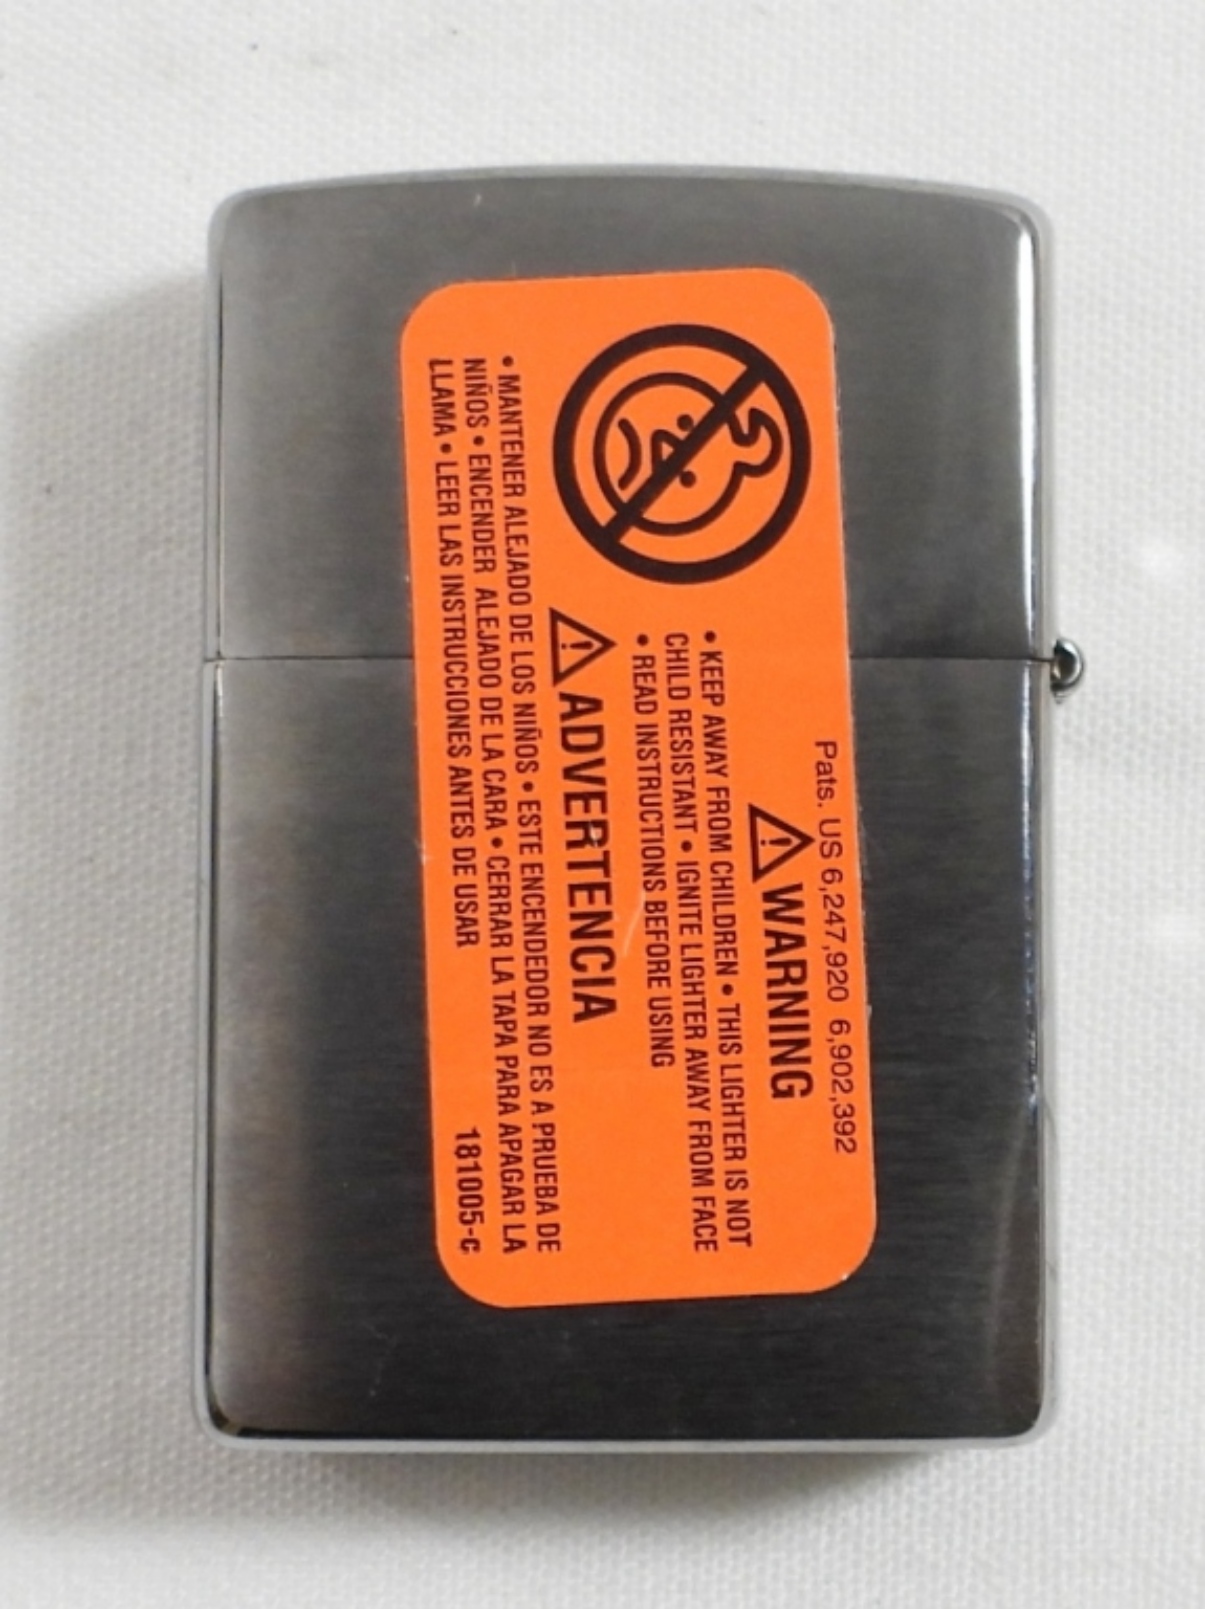 Pats. US 6,247,920 6,902,392
WARNING
• KEEP AWAY FROM CHILDREN • THIS LIGHTER IS NOT
CHILD RESISTANT • IGNITE LIGHTER AWAY FROM FACE
• READ INSTRUCTIONS BEFORE USING
ADVERTENCIA
• MANTENER ALEJADO DE LOS NIÑOS • ESTE ENCENDEDOR NO ES A PRUEBA DE
NIÑOS • ENCENDER ALEJADO DE LA CARA • CERRAR LA TAPA PARA APAGAR LA
LLAMA • LEER LAS INSTRUCCIONES ANTES DE USAR 181005-c